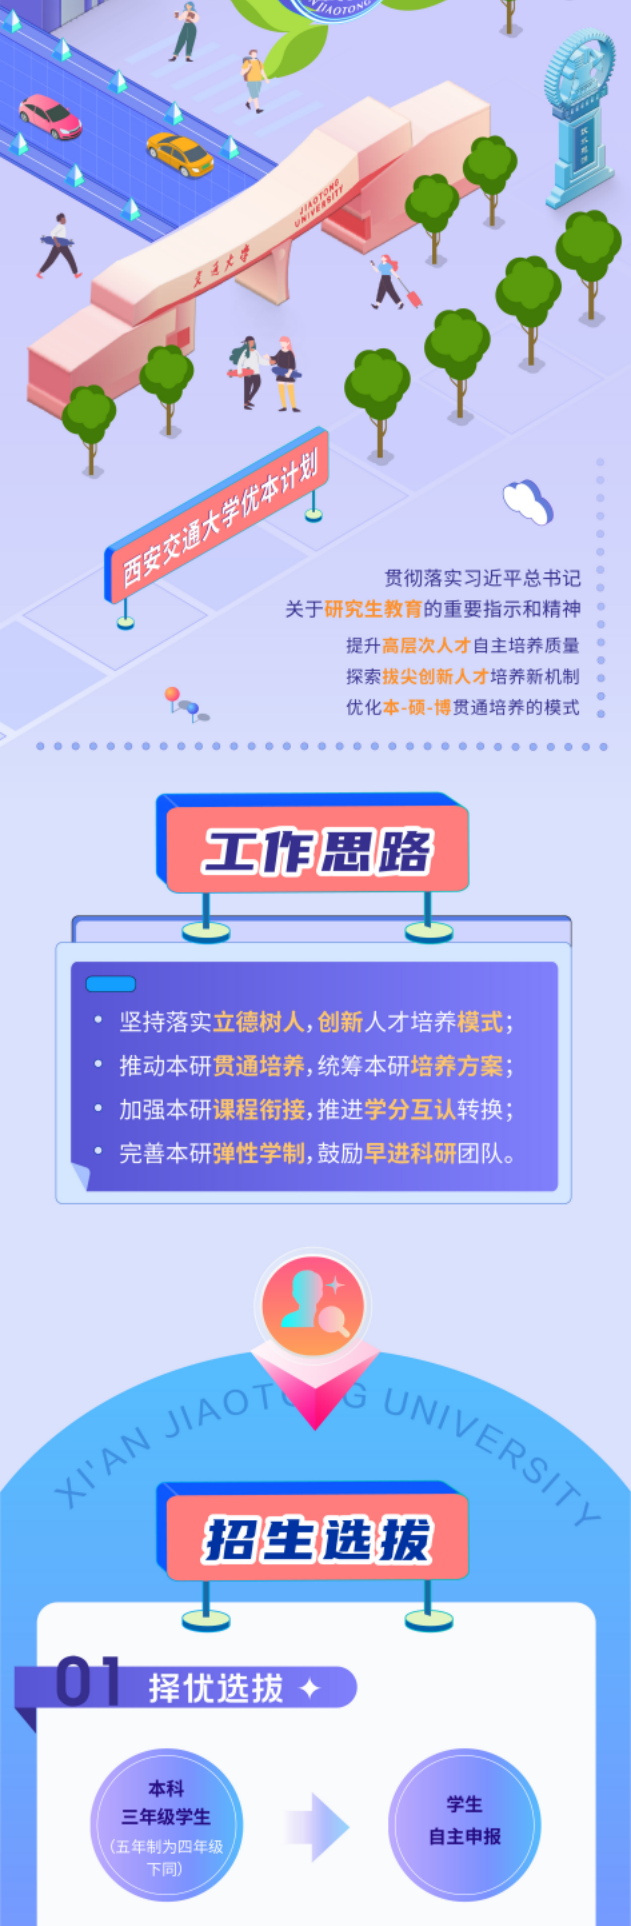 JIAOTONG
JIAOTONG
UNIVERSITY
交通大学
饮水思源
西安交通大学优本计划
贯彻落实习近平总书记
关于研究生教育的重要指示和精神
提升高层次人才自主培养质量
探索拔尖创新人才培养新机制
优化本-硕-博贯通培养的模式
工作思路
• 坚持落实立德树人，创新人才培养模式；
• 推动本研贯通培养，统筹本研培养方案；
• 加强本研课程衔接，推进学分互认转换；
• 完善本研弹性学制，鼓励早进科研团队。
XI'AN JIAOTONG UNIVERSITY
招生选拔
01 择优选拔
本科
三年级学生
（五年制为四年级
下同）
学生
自主申报